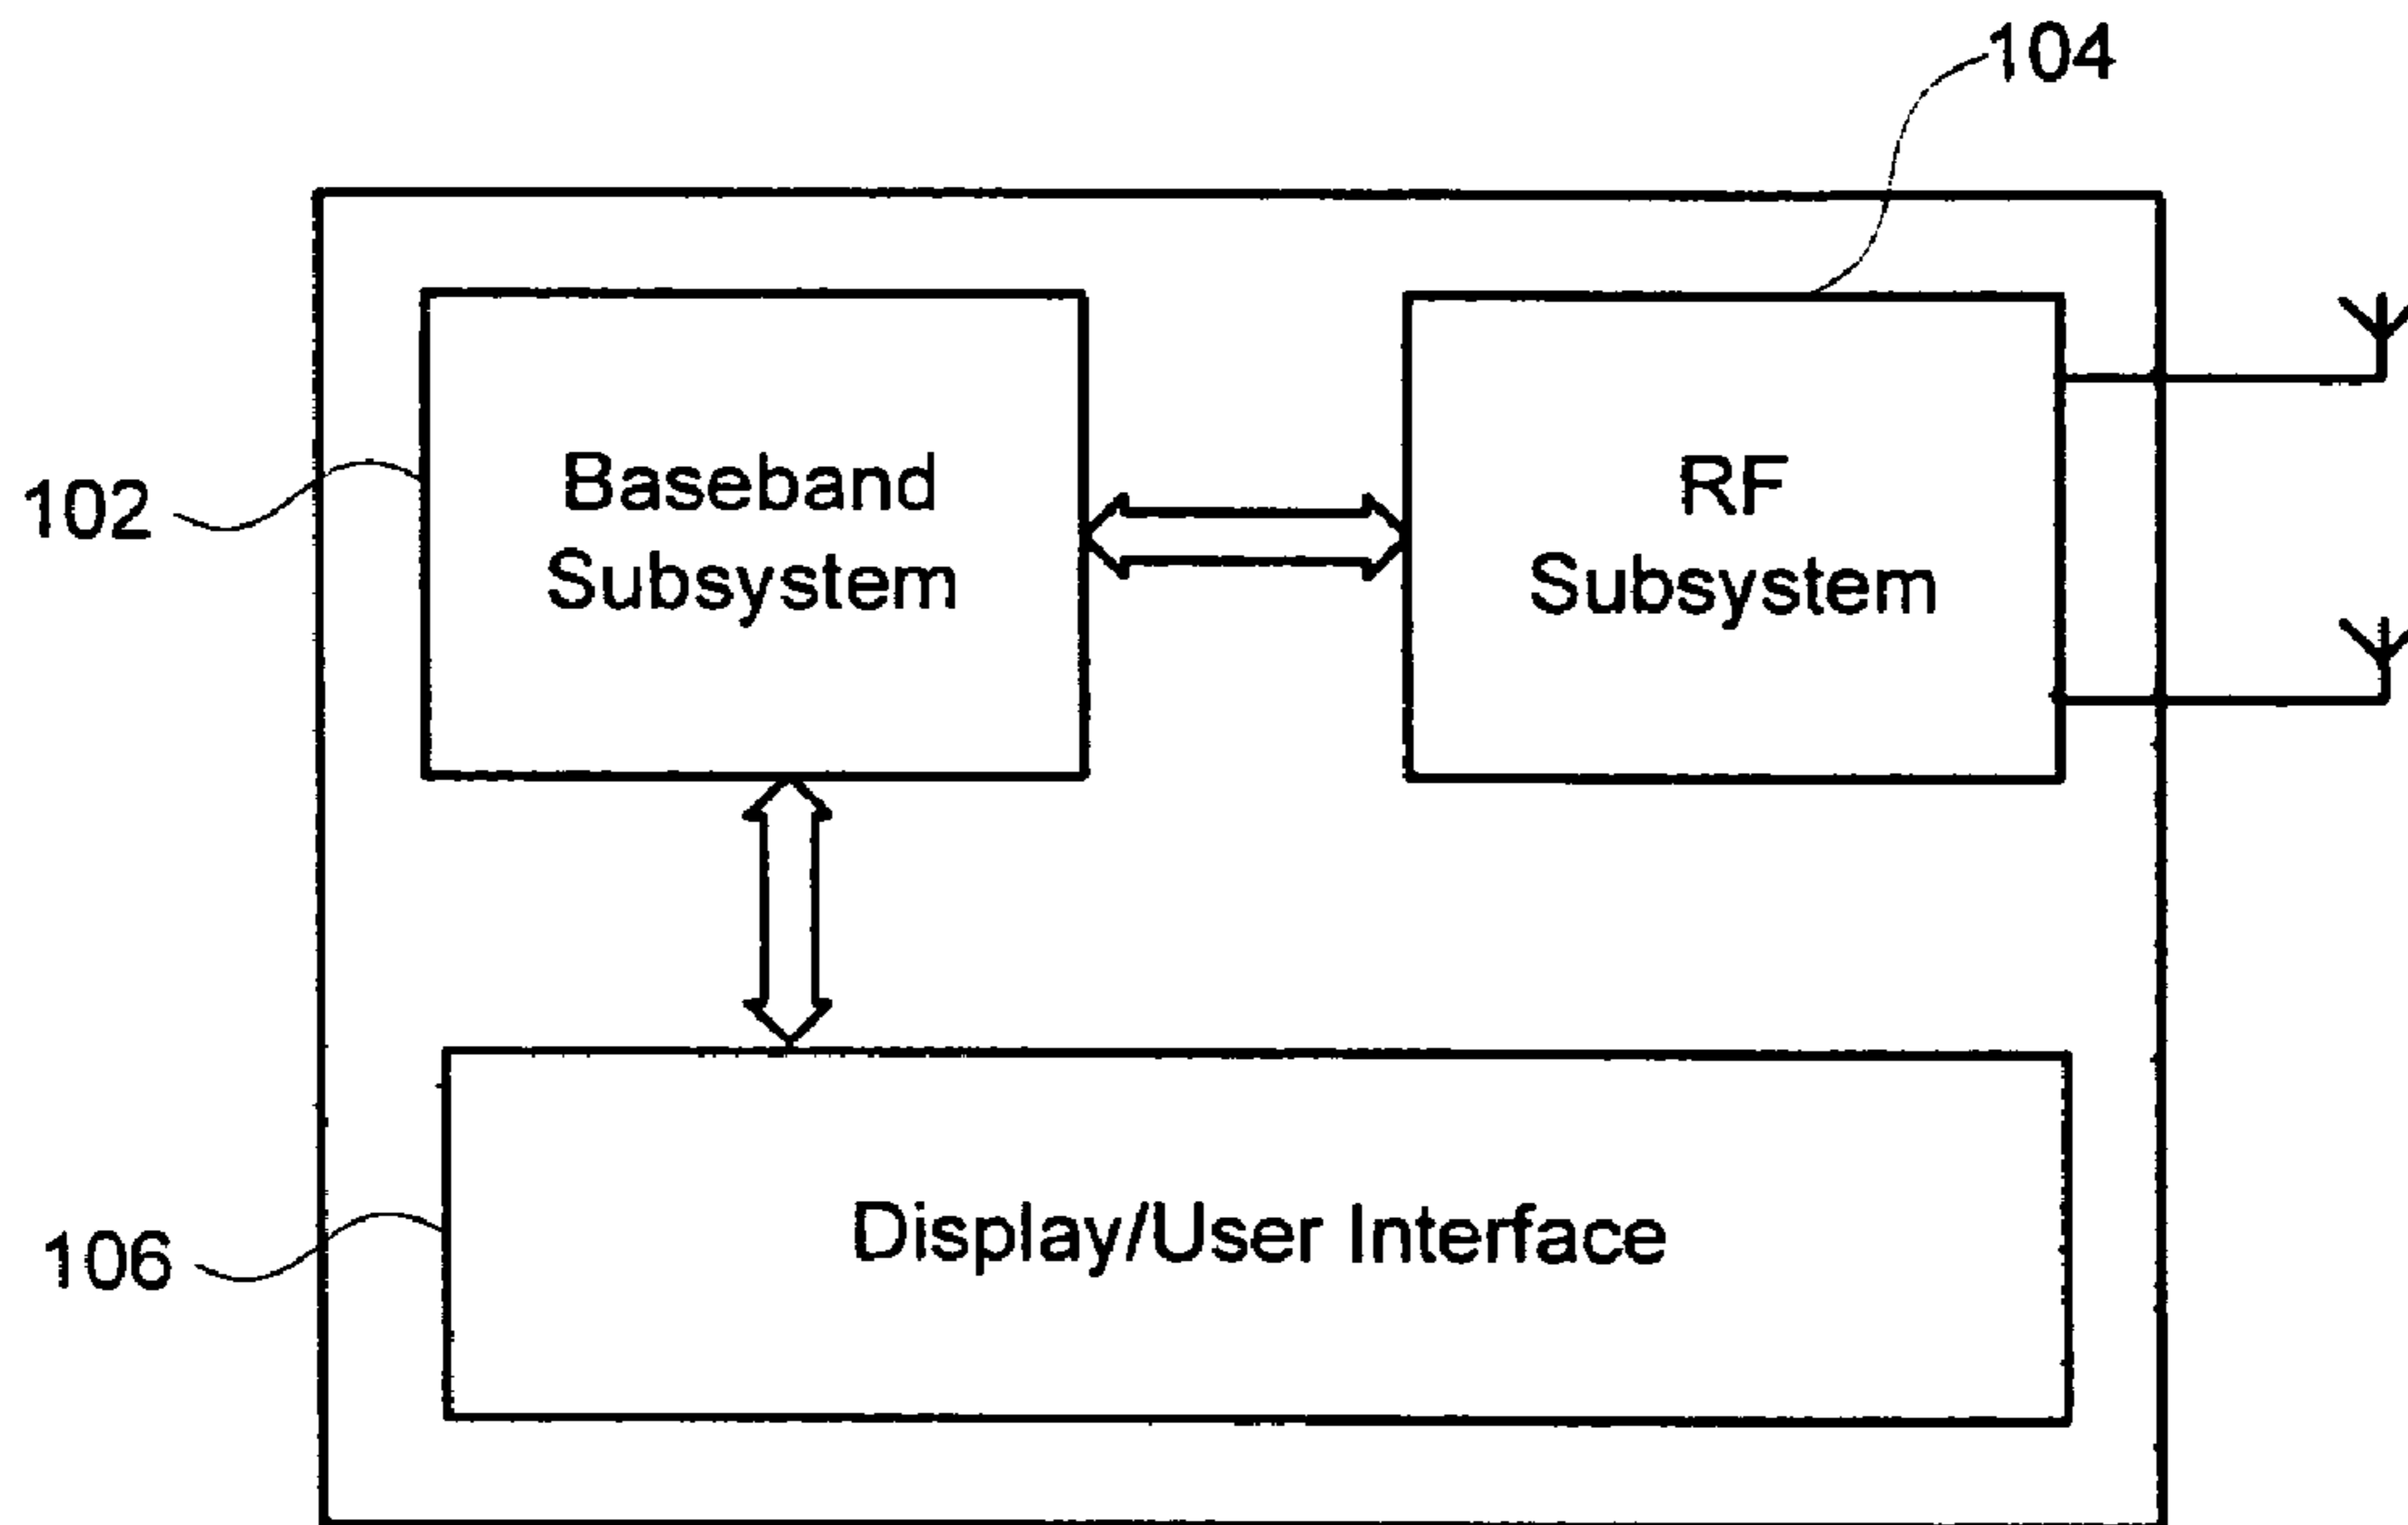 104
Baseband
Subsystem
RF
Subsystem
102
106
Display/User Interface